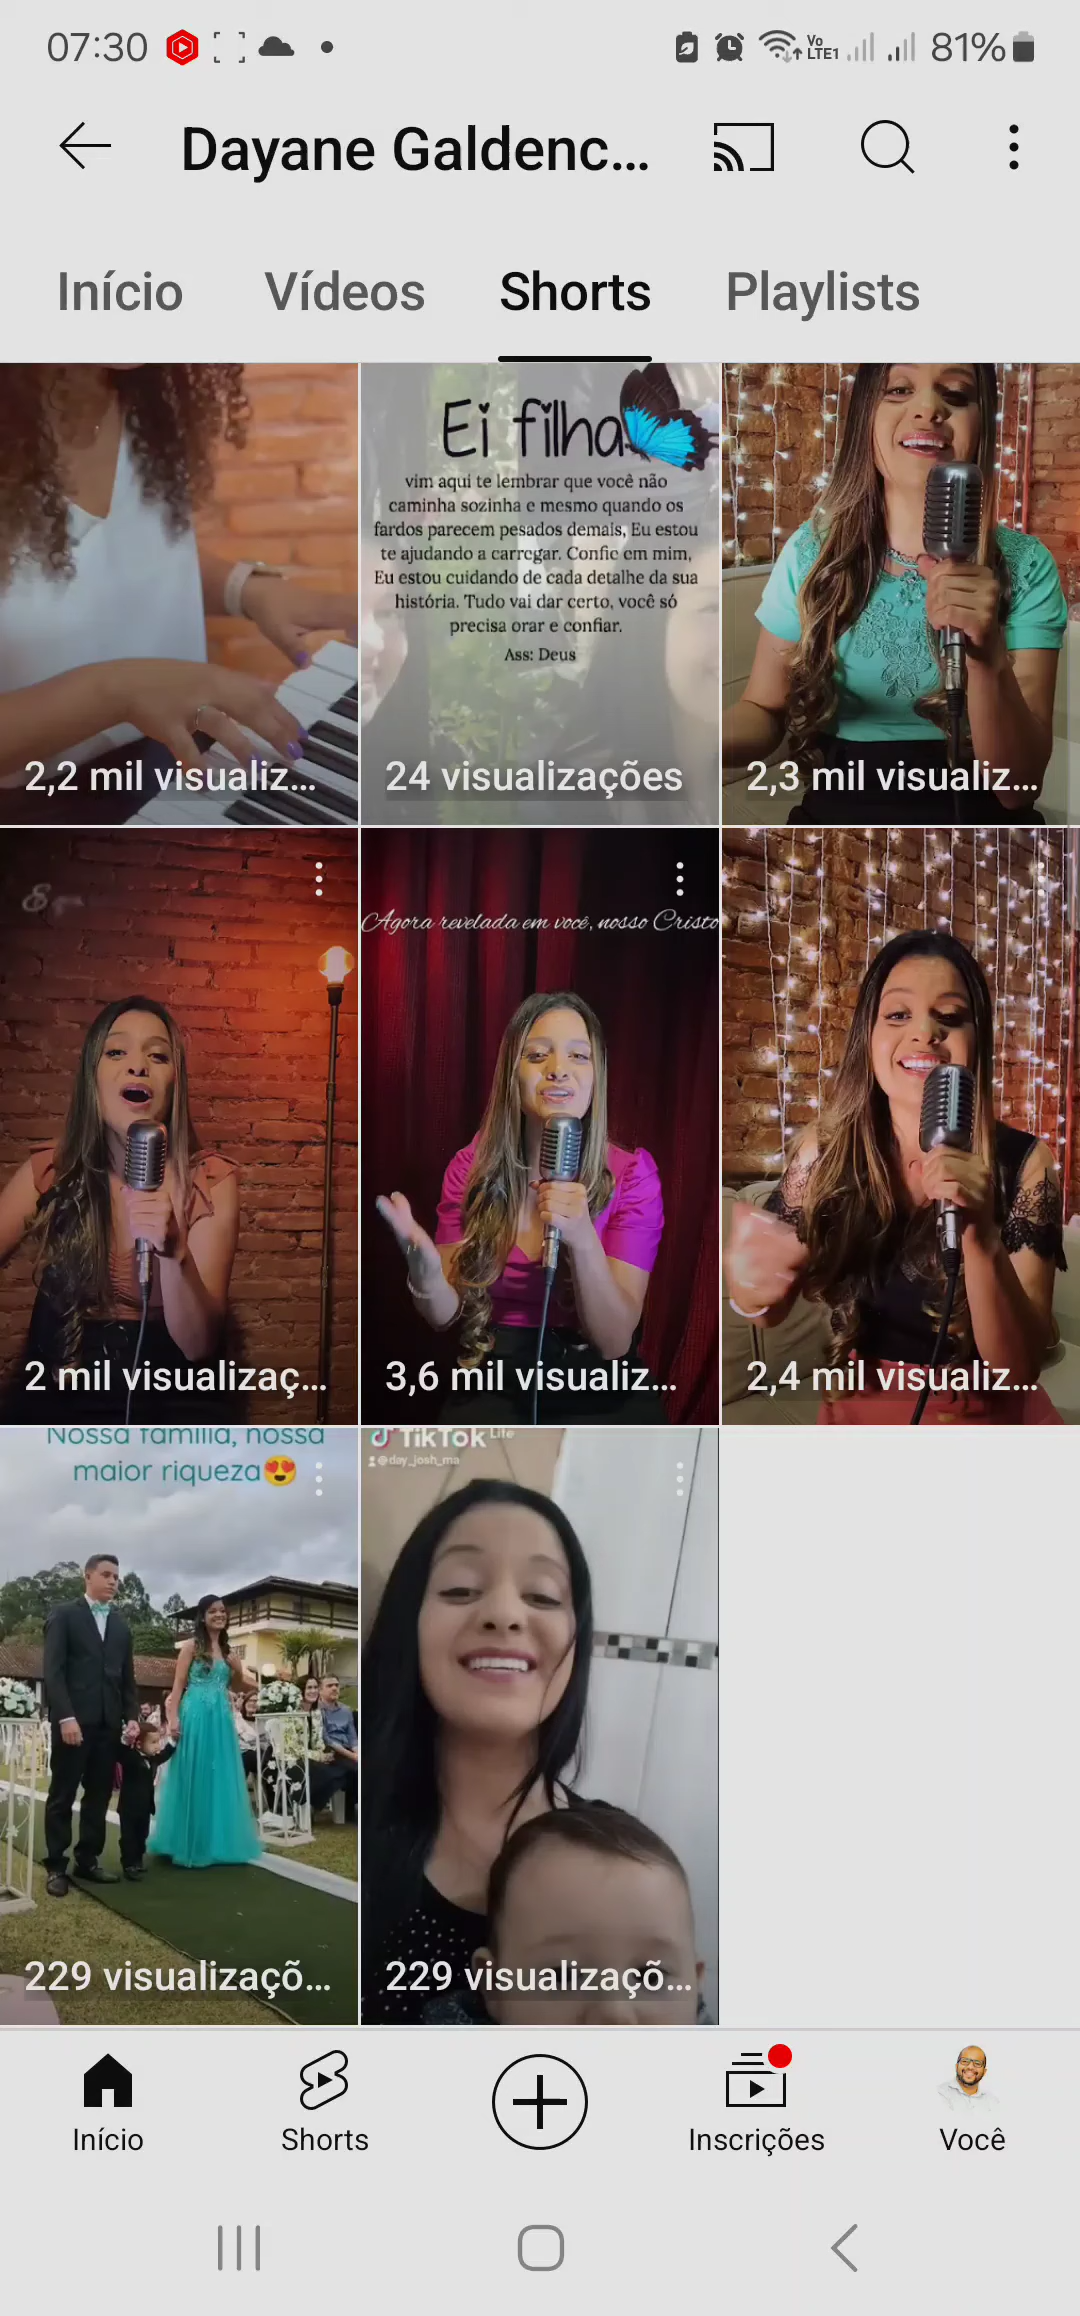 07:30
Vo
LTE1
81%
Dayane Galdenc...
Início Vídeos Shorts Playlists
Ei filha
vim aqui te lembrar que você não
caminha sozinha e mesmo quando os
fardos parecem pesados demais, Eu estou
te ajudando a carregar. Confie em mim,
Eu estou cuidando de cada detalhe da sua
história. Tudo vai dar certo, você só
precisa orar e confiar.
Ass: Deus
2,2 mil visualiz...
24 visualizações
2,3 mil visualiz...
Agora revelada em você, nosso Cristo
2 mil visualizaç...
3,6 mil visualiz...
2,4 mil visualiz...
Nossa família, nossa
maior riqueza😍
TikTok Lite
@day_josh_ma
229 visualizaçõ...
229 visualizaçõ...
Início
Shorts
Inscrições
Você